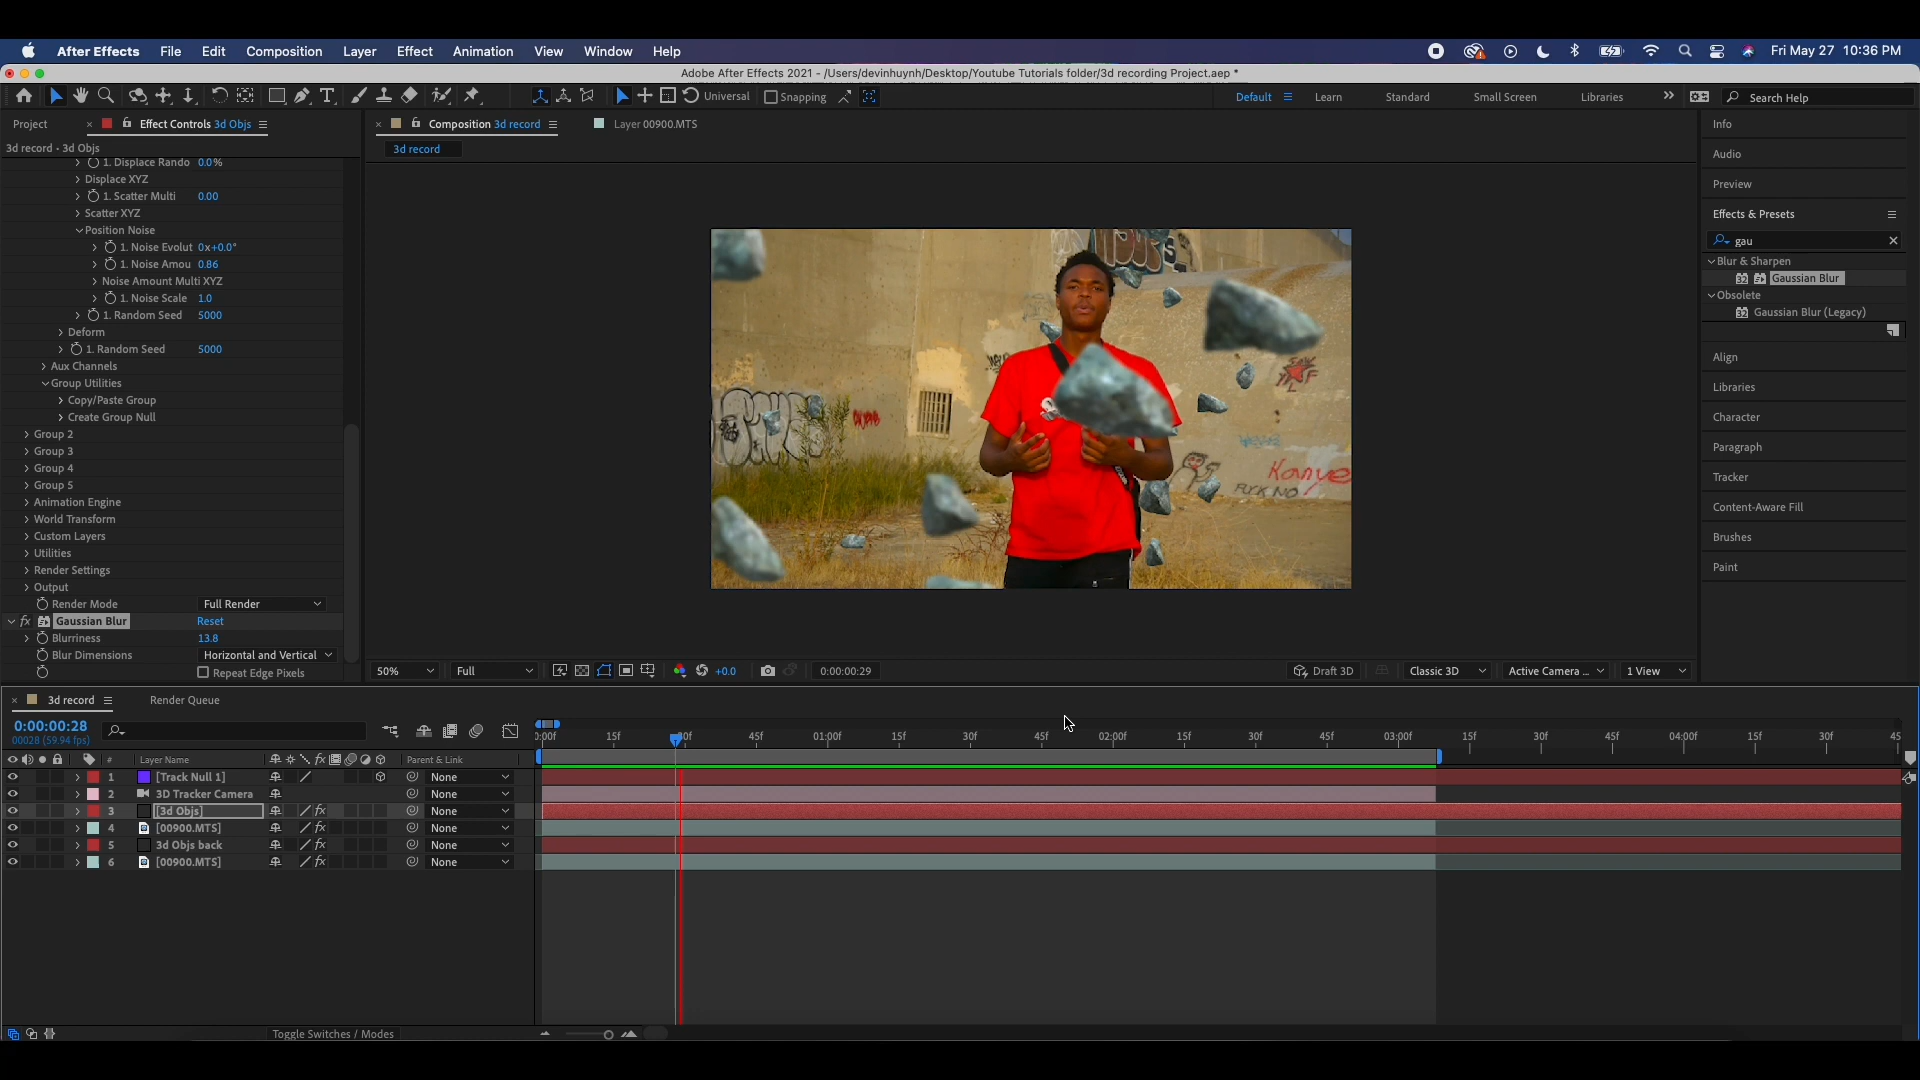 After Effects File Edit Composition Layer Effect Animation View Window Help Fri May 27 10:36 PM
Adobe After Effects 2021 - /Users/devinhuynh/Desktop/Youtube Tutorials folder/3d recording Project.aep *
Universal Snapping Default Learn Standard Small Screen Libraries Search Help
Project Effect Controls 3d Objs Composition 3d record Layer 00900.MTS
3d record • 3d Objs
3d record
1. Displace Rando 0.0%
Displace XYZ
1. Scatter Multi 0.00
Scatter XYZ
Position Noise
1. Noise Evolut 0x+0.0°
1. Noise Amou 0.86
Noise Amount Multi XYZ
1. Noise Scale 1.0
1. Random Seed 5000
Deform
1. Random Seed 5000
Aux Channels
Group Utilities
Copy/Paste Group
Create Group Null
Group 2
Group 3
Group 4
Group 5
Animation Engine
World Transform
Custom Layers
Utilities
Render Settings
Output
Render Mode Full Render
fx Gaussian Blur Reset
Blurriness 13.8
Blur Dimensions Horizontal and Vertical
Repeat Edge Pixels
Kanye
FUCK NO
Info
Audio
Preview
Effects & Presets
gau
Blur & Sharpen
32 Gaussian Blur
Obsolete
32 Gaussian Blur (Legacy)
Align
Libraries
Character
Paragraph
Tracker
Content-Aware Fill
Brushes
Paint
50% Full +0.0 0:00:00:29 Draft 3D Classic 3D Active Camera ... 1 View
3d record Render Queue
0:00:00:28
00028 (59.94 fps)
:00f 15f 30f 45f 01:00f 15f 30f 45f 02:00f 15f 30f 45f 03:00f 15f 30f 45f 04:00f 15f 30f 45
# Layer Name fx Parent & Link
1 [Track Null 1] None
2 3D Tracker Camera None
3 [3d Objs] fx None
4 [00900.MTS] fx None
5 3d Objs back fx None
6 [00900.MTS] fx None
Toggle Switches / Modes